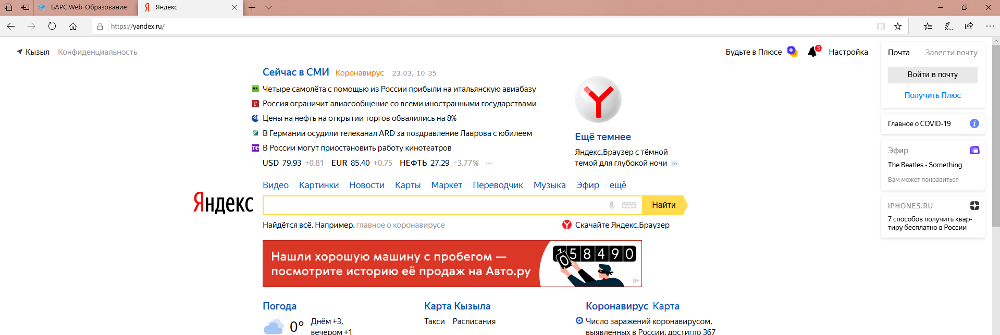 БАРС.Web-Образование
Яндекс
https://yandex.ru/
Кызыл Конфиденциальность
Будьте в Плюсе 3 Настройка
Почта Завести почту
Войти в почту
Получить Плюс
Сейчас в СМИ Коронавирус 23.03, 10 35
Четыре самолёта с помощью из России прибыли на итальянскую авиабазу
Россия ограничит авиасообщение со всеми иностранными государствами
Цены на нефть на открытии торгов обвалились на 8%
В Германии осудили телеканал ARD за поздравление Лаврова с юбилеем
В России могут приостановить работу кинотеатров
USD 79,93 +0,81 EUR 85,40 +0,75 НЕФТЬ 27,29 −3,77% ···
Ещё темнее
Яндекс.Браузер с тёмной
темой для глубокой ночи 0+
Главное о COVID-19
Эфир
The Beatles - Something
Вам может понравиться
IPHONES.RU
7 способов получить квар-
тиру бесплатно в России
Видео Картинки Новости Карты Маркет Переводчик Музыка Эфир ещё
Яндекс
Найти
Найдётся всё. Например, главное о коронавирусе
Скачайте Яндекс.Браузер
Нашли хорошую машину с пробегом —
посмотрите историю её продаж на Авто.ру
158490
0
0+
Погода
0° Днём +3,
вечером +1
Карта Кызыла
Такси Расписания
Коронавирус Карта
Число заражений коронавирусом,
выявленных в России, достигло 367